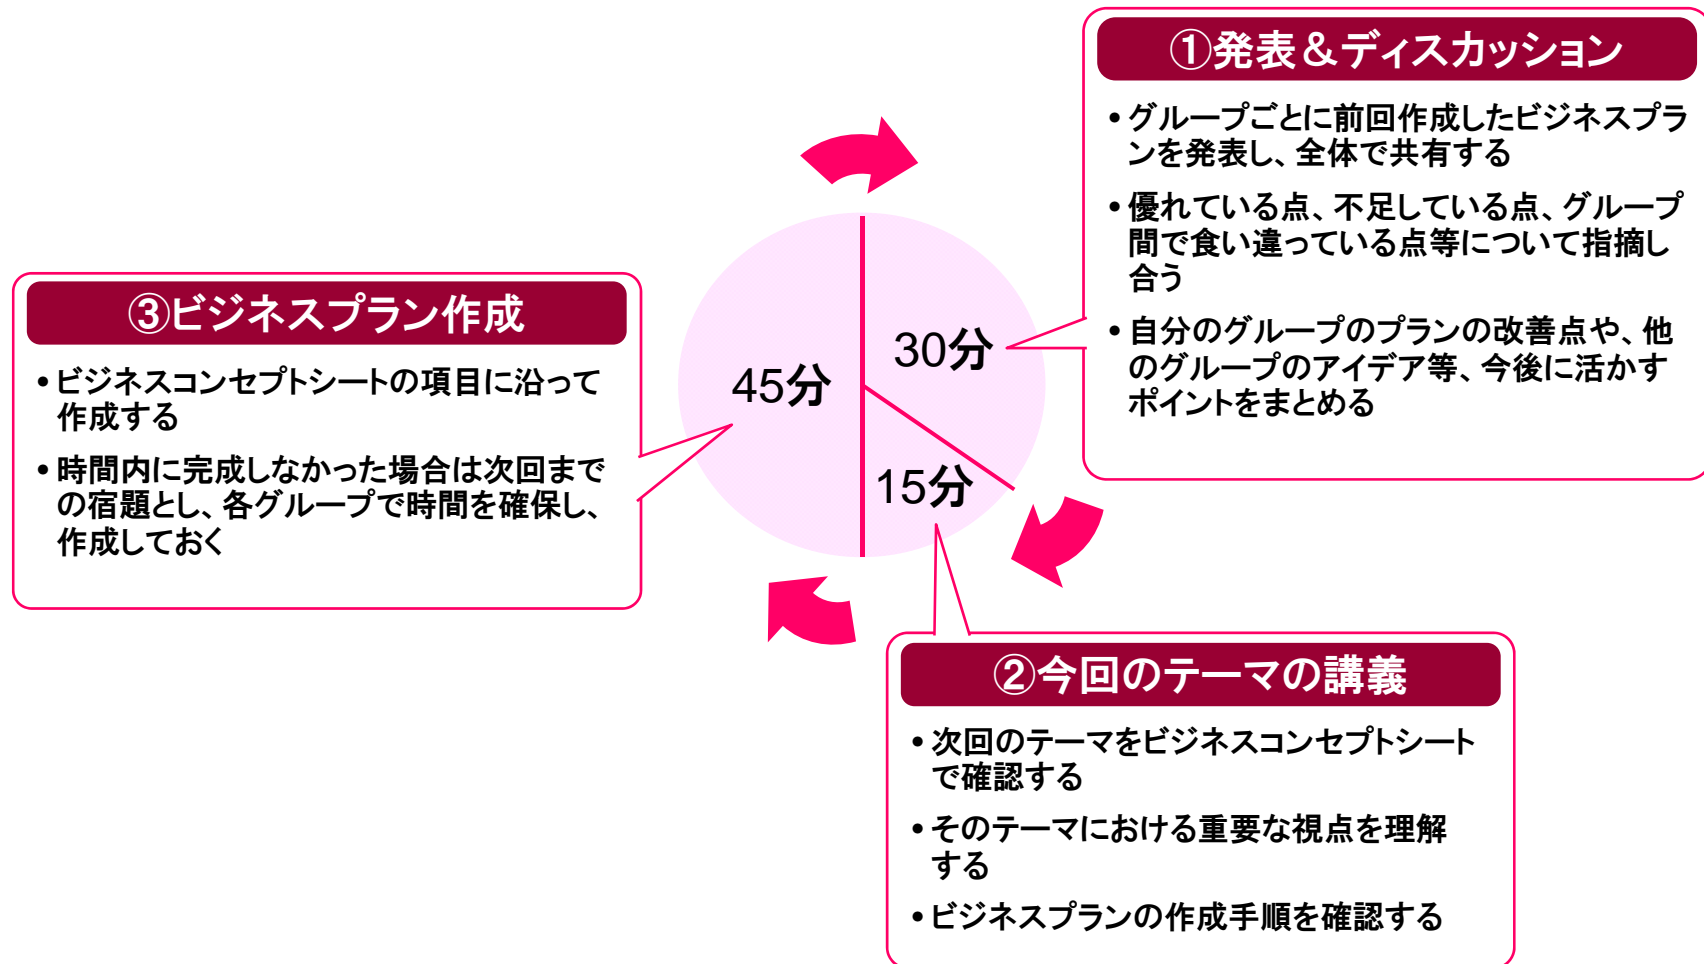 ①発表＆ディスカッション
•グループごとに前回作成したビジネスプラ
ンを発表し、全体で共有する
•優れている点、不足している点、グループ
間で食い違っている点等について指摘し
合う
•自分のグループのプランの改善点や、他
のグループのアイデア等、今後に活かす
ポイントをまとめる
30分
15分
45分
②今回のテーマの講義
•次回のテーマをビジネスコンセプトシート
で確認する
•そのテーマにおける重要な視点を理解
する
•ビジネスプランの作成手順を確認する
③ビジネスプラン作成
•ビジネスコンセプトシートの項目に沿って
作成する
•時間内に完成しなかった場合は次回まで
の宿題とし、各グループで時間を確保し、
作成しておく